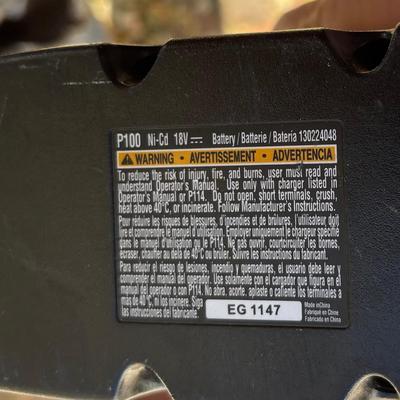 P100 Ni-Cd 18V⎓ Battery/Batterie/Batería 130224048
WARNING • AVERTISSEMENT • ADVERTENCIA
To reduce the risk of injury, fire, and burns, user must read and
understand Operator's Manual. Use only with charger listed in
Operator's Manual or P114. Do not open, short terminals, crush,
heat above 40°C, or incinerate. Follow Manufacturer's Instructions.
Pour réduire les risques de blessures, d'incendies et de brûlures, l'utilisateur doit
lire et comprendre le manuel d'utilisation. Employer uniquement le chargeur spécifié
dans le manuel d'utilisation ou le P114. Ne pas ouvrir, courtcircuiter les bornes,
écraser, chauffer au delà de 40°C ou brûler. Suivre les instructions du fabricant.
Para reducir el riesgo de lesiones, incendio y quemaduras, el usuario debe leer y
comprender el manual del operario. Use solamente con el cargador que figura en el
manual del operador o con P114. No abra, acorte, aplaste o caliente los terminales a
más de 40°C, ni los incinere. Siga
las instrucciones del fabricante.
EG 1147
Made in China
Fabriqué en Chine
Fabricado en China